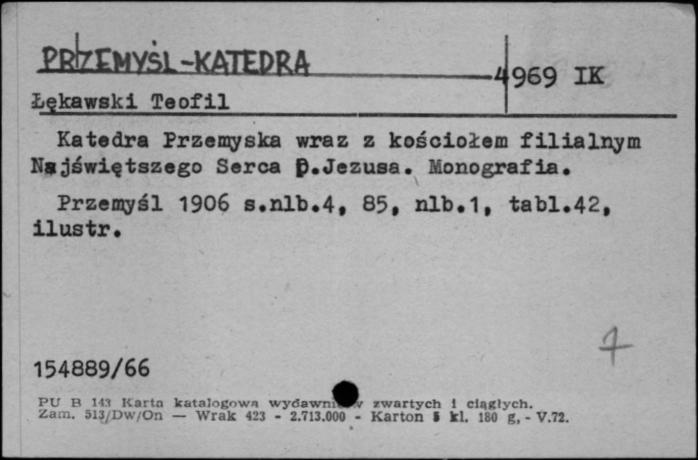 PRZEMYŚL-KATEDRA
4969 IK
Łękawski Teofil
Katedra Przemyska wraz z kościołem filialnym
Najświętszego Serca P.Jezusa. Monografia.
Przemyśl 1906 s.nlb.4, 85, nlb.1, tabl.42,
ilustr.
7
154889/66
PU B 143 Karta katalogowa zwartych i ciągłych.
Zam. 513/Dw/On — Wrak 423 - 2.713.000 - Karton kl. 180 g, - V.72.